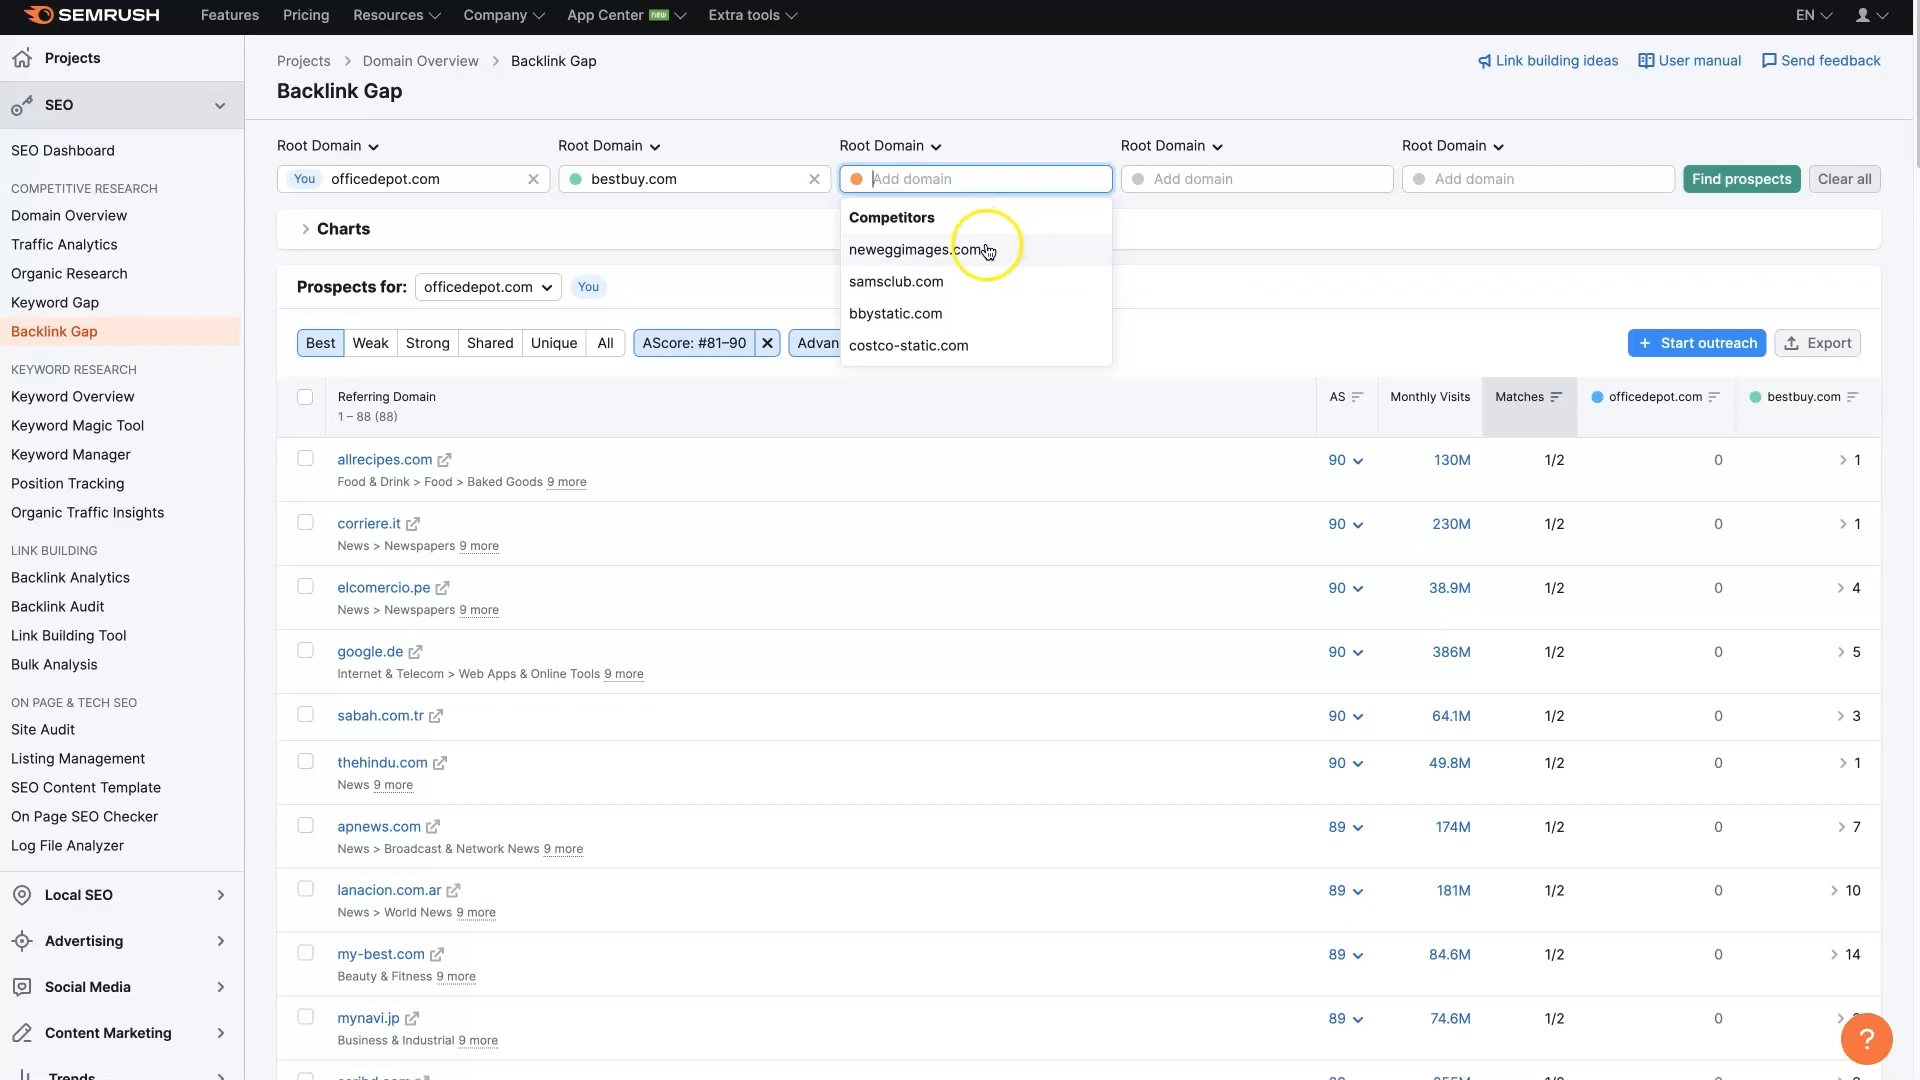 SEMRUSH
Features
Pricing
Resources
Company
App Center new
Extra tools
EN
Projects
SEO
SEO Dashboard
COMPETITIVE RESEARCH
Domain Overview
Traffic Analytics
Organic Research
Keyword Gap
Backlink Gap
KEYWORD RESEARCH
Keyword Overview
Keyword Magic Tool
Keyword Manager
Position Tracking
Organic Traffic Insights
LINK BUILDING
Backlink Analytics
Backlink Audit
Link Building Tool
Bulk Analysis
ON PAGE & TECH SEO
Site Audit
Listing Management
SEO Content Template
On Page SEO Checker
Log File Analyzer
Local SEO
Advertising
Social Media
Content Marketing
Trends
Projects > Domain Overview > Backlink Gap
Link building ideas
User manual
Send feedback
Backlink Gap
Root Domain
Root Domain
Root Domain
Root Domain
Root Domain
You officedepot.com
bestbuy.com
Add domain
Add domain
Add domain
Find prospects
Clear all
Competitors
neweggimages.com
samsclub.com
bbystatic.com
costco-static.com
Charts
Prospects for: officedepot.com You
Best Weak Strong Shared Unique All
AScore: #81–90
Advan
+ Start outreach
Export
Referring Domain
1 – 88 (88)
AS
Monthly Visits
Matches
officedepot.com
bestbuy.com
allrecipes.com 90 130M 1/2 0 > 1
Food & Drink > Food > Baked Goods 9 more
corriere.it 90 230M 1/2 0 > 1
News > Newspapers 9 more
elcomercio.pe 90 38.9M 1/2 0 > 4
News > Newspapers 9 more
google.de 90 386M 1/2 0 > 5
Internet & Telecom > Web Apps & Online Tools 9 more
sabah.com.tr 90 64.1M 1/2 0 > 3
thehindu.com 90 49.8M 1/2 0 > 1
News 9 more
apnews.com 89 174M 1/2 0 > 7
News > Broadcast & Network News 9 more
lanacion.com.ar 89 181M 1/2 0 > 10
News > World News 9 more
my-best.com 89 84.6M 1/2 0 > 14
Beauty & Fitness 9 more
mynavi.jp 89 74.6M 1/2 0 >
Business & Industrial 9 more
?